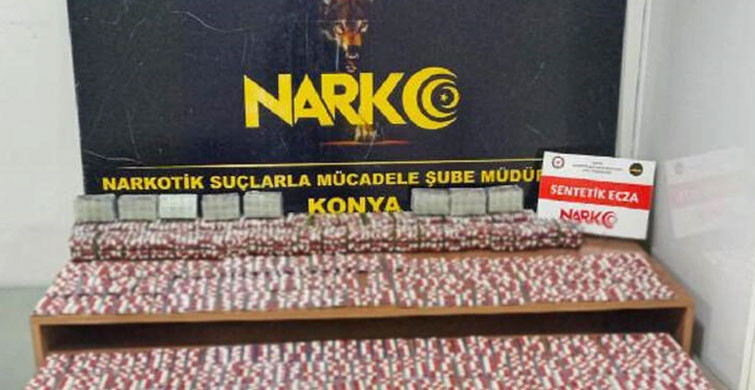 NARKO
NARKOTİK SUÇLARLA MÜCADELE ŞUBE MÜDÜR
KONYA
SENTETİK ECZA
NARKO